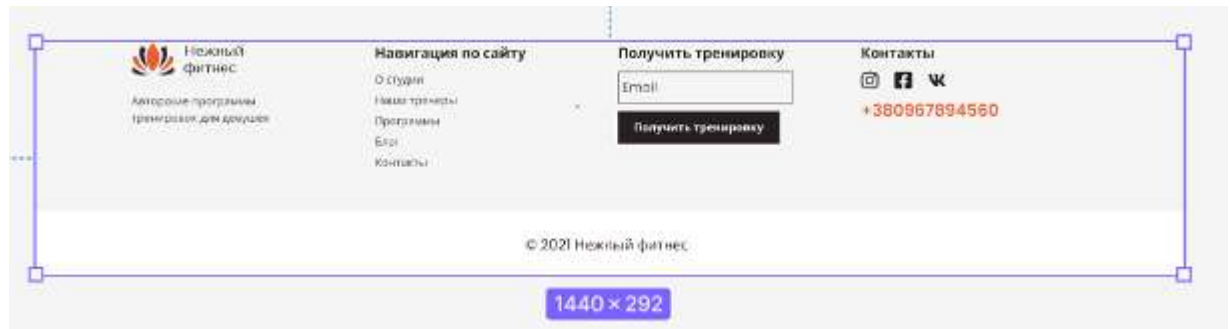 Нежный
фитнес
Авторские программы
тренировок для девушек
Навигация по сайту
О студии
Наши тренеры
Программы
Блог
Контакты
Получить тренировку
Email
Получить тренировку
Контакты
+380967894560
© 2021 Нежный фитнес
1440 × 292